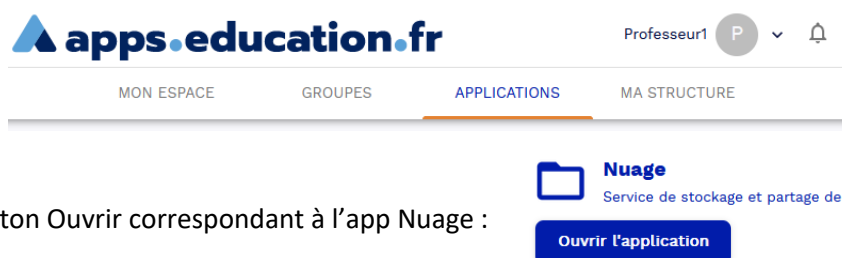 apps.education.fr
Professeur1 P
MON ESPACE GROUPES APPLICATIONS MA STRUCTURE
Nuage
Service de stockage et partage de
ton Ouvrir correspondant à l'app Nuage :
Ouvrir l'application